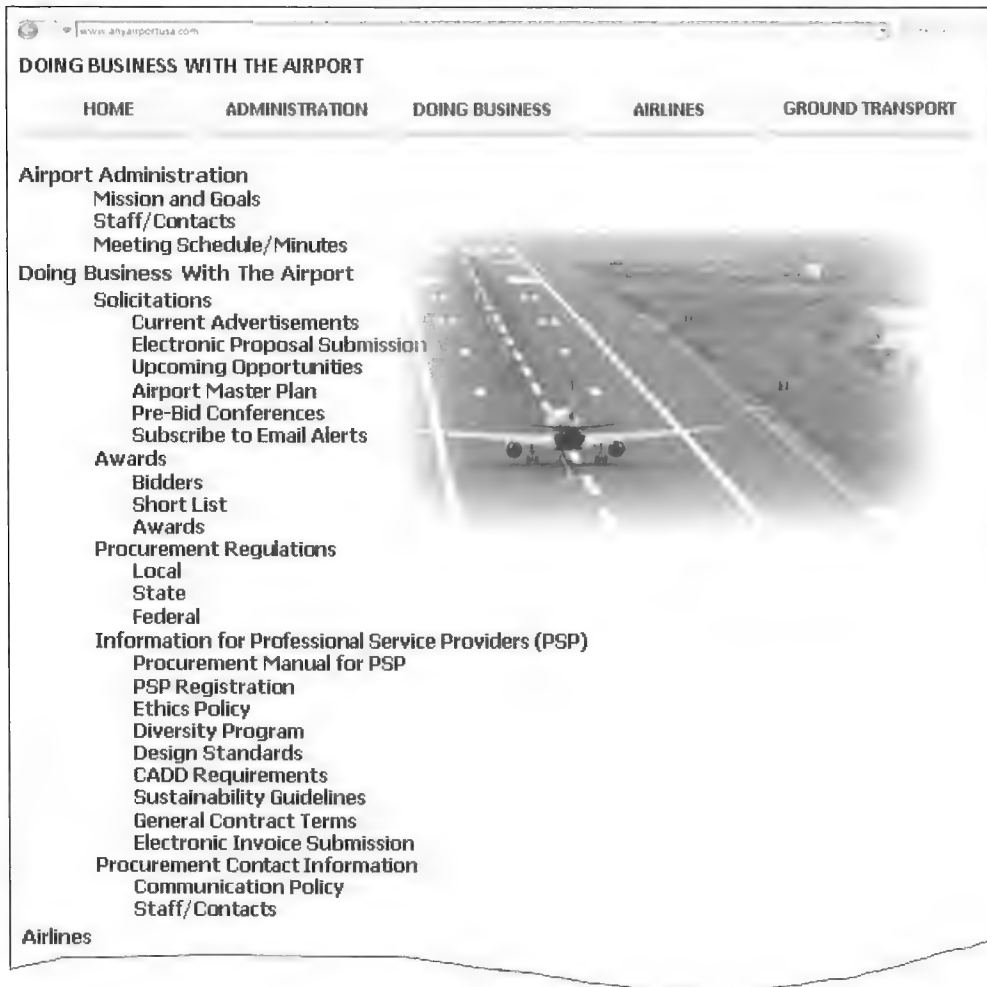 www.anyairportusa.com
DOING BUSINESS WITH THE AIRPORT
HOME ADMINISTRATION DOING BUSINESS AIRLINES GROUND TRANSPORT
Airport Administration
Mission and Goals
Staff/Contacts
Meeting Schedule/Minutes
Doing Business With The Airport
Solicitations
Current Advertisements
Electronic Proposal Submission
Upcoming Opportunities
Airport Master Plan
Pre-Bid Conferences
Subscribe to Email Alerts
Awards
Bidders
Short List
Awards
Procurement Regulations
Local
State
Federal
Information for Professional Service Providers (PSP)
Procurement Manual for PSP
PSP Registration
Ethics Policy
Diversity Program
Design Standards
CADD Requirements
Sustainability Guidelines
General Contract Terms
Electronic Invoice Submission
Procurement Contact Information
Communication Policy
Staff/Contacts
Airlines